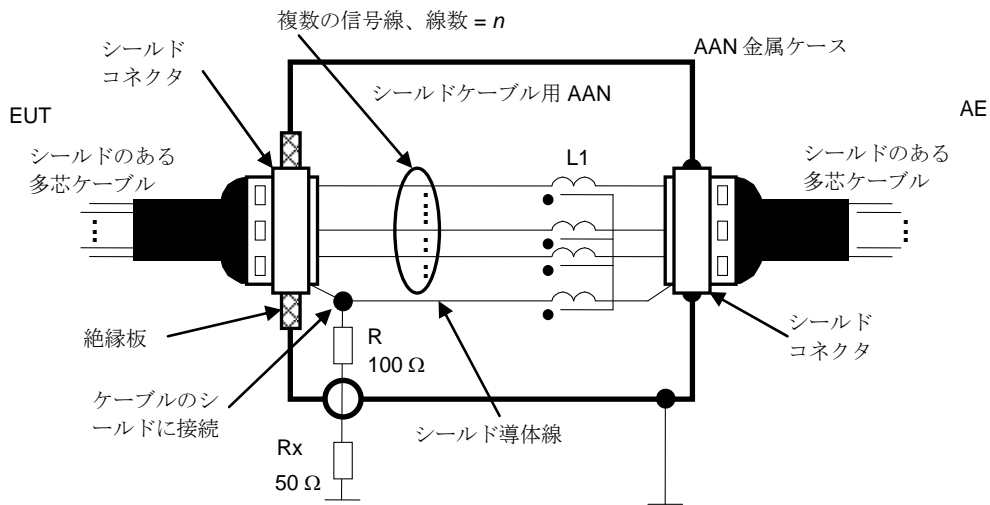 複数の信号線、線数 = n
シールド
コネクタ
AAN 金属ケース
シールドケーブル用 AAN
EUT
AE
シールドのある
多芯ケーブル
L1
シールドのある
多芯ケーブル
絶縁板
R
100 Ω
シールド
コネクタ
ケーブルのシ
ールドに接続
シールド導体線
Rx
50 Ω